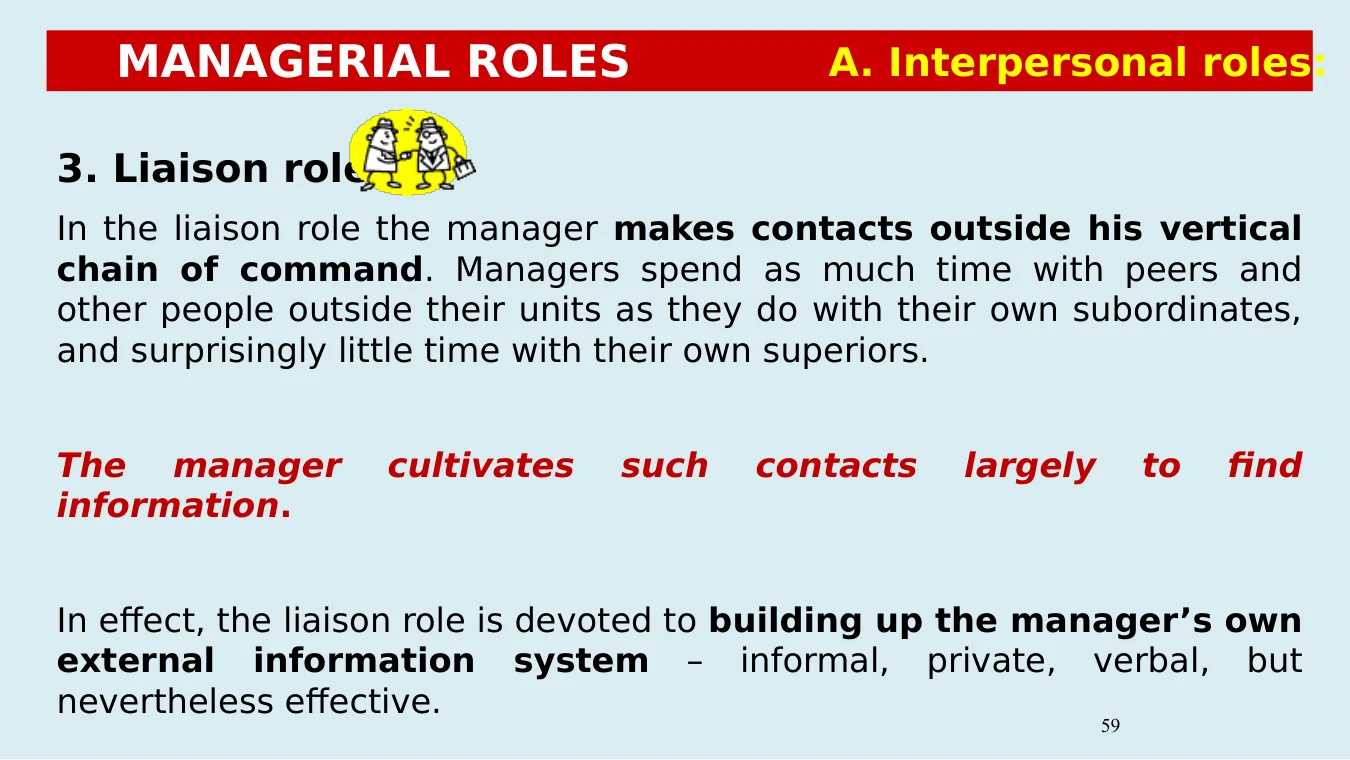 MANAGERIAL ROLES A. Interpersonal roles:
3. Liaison role
In the liaison role the manager makes contacts outside his vertical
chain of command. Managers spend as much time with peers and
other people outside their units as they do with their own subordinates,
and surprisingly little time with their own superiors.
The manager cultivates such contacts largely to find
information.
In effect, the liaison role is devoted to building up the manager’s own
external information system – informal, private, verbal, but
nevertheless effective.
59